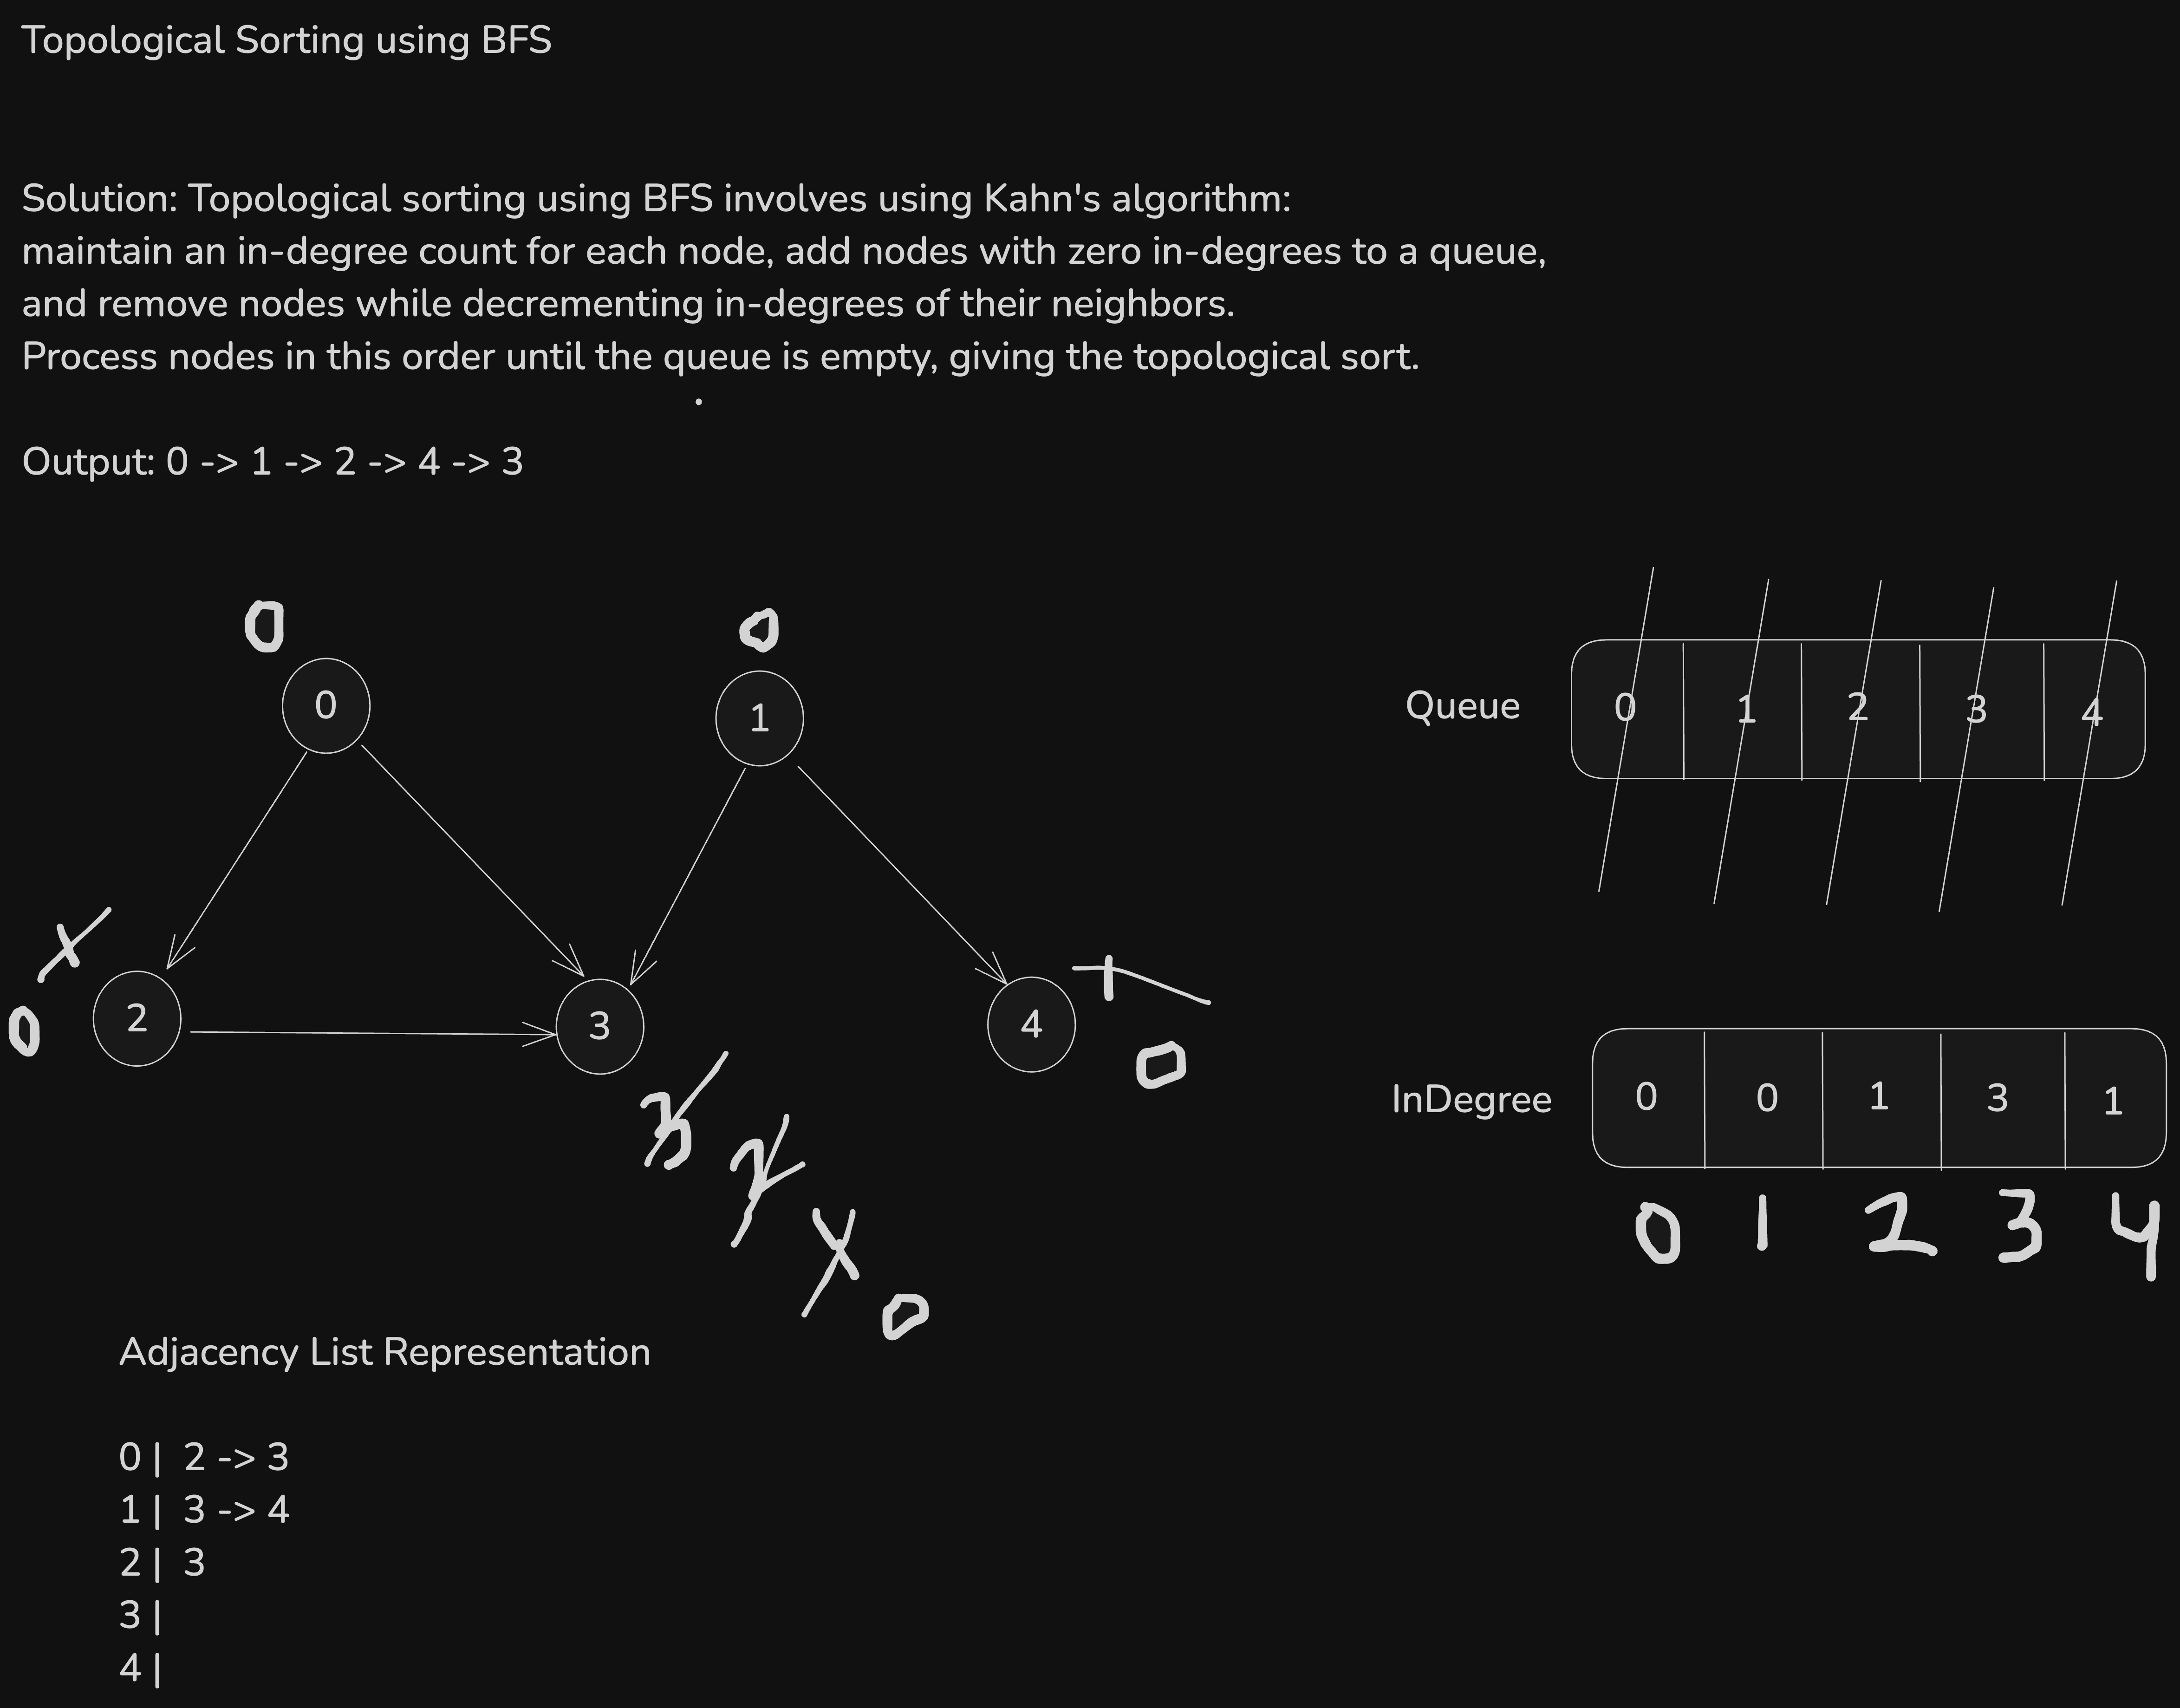 Topological Sorting using BFS
Solution: Topological sorting using BFS involves using Kahn's algorithm:
maintain an in-degree count for each node, add nodes with zero in-degrees to a queue,
and remove nodes while decrementing in-degrees of their neighbors.
Process nodes in this order until the queue is empty, giving the topological sort.
Output: 0 -> 1 -> 2 -> 4 -> 3
0
0
0
1
1
0
2
3
4
1
0
3
2
1
0
Queue
0 1 2 3 4
InDegree
0 0 1 3 1
0 1 2 3 4
Adjacency List Representation
0 | 2 -> 3
1 | 3 -> 4
2 | 3
3 |
4 |